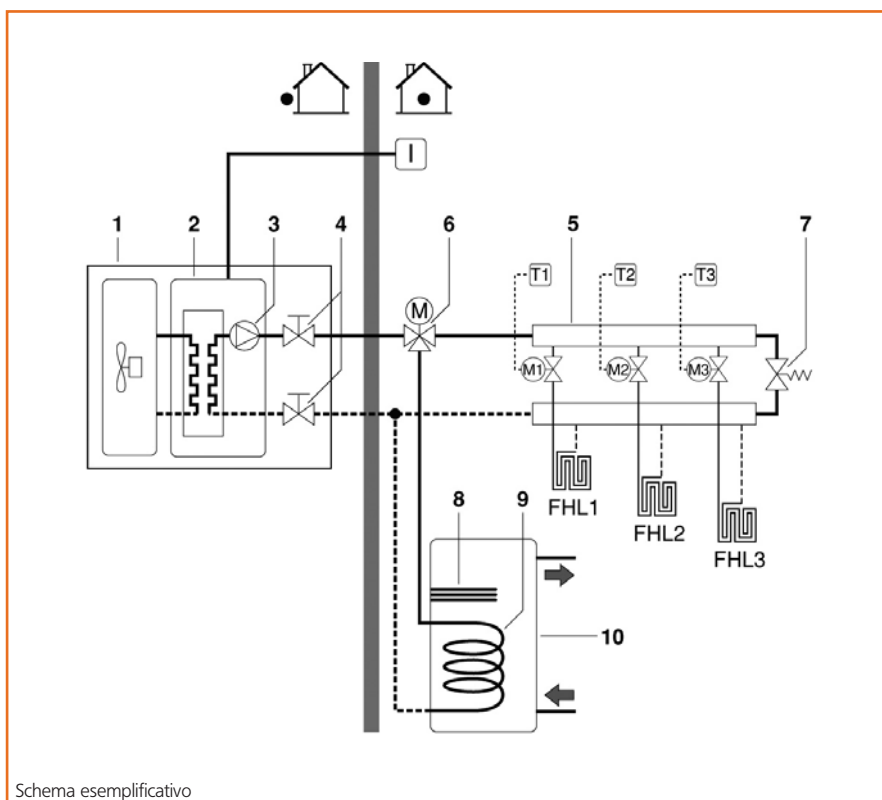 I
1 2 3 4 6 5 7
T1 T2 T3
M
M1 M2 M3
FHL1
FHL2
FHL3
8 9
10
Schema esemplificativo